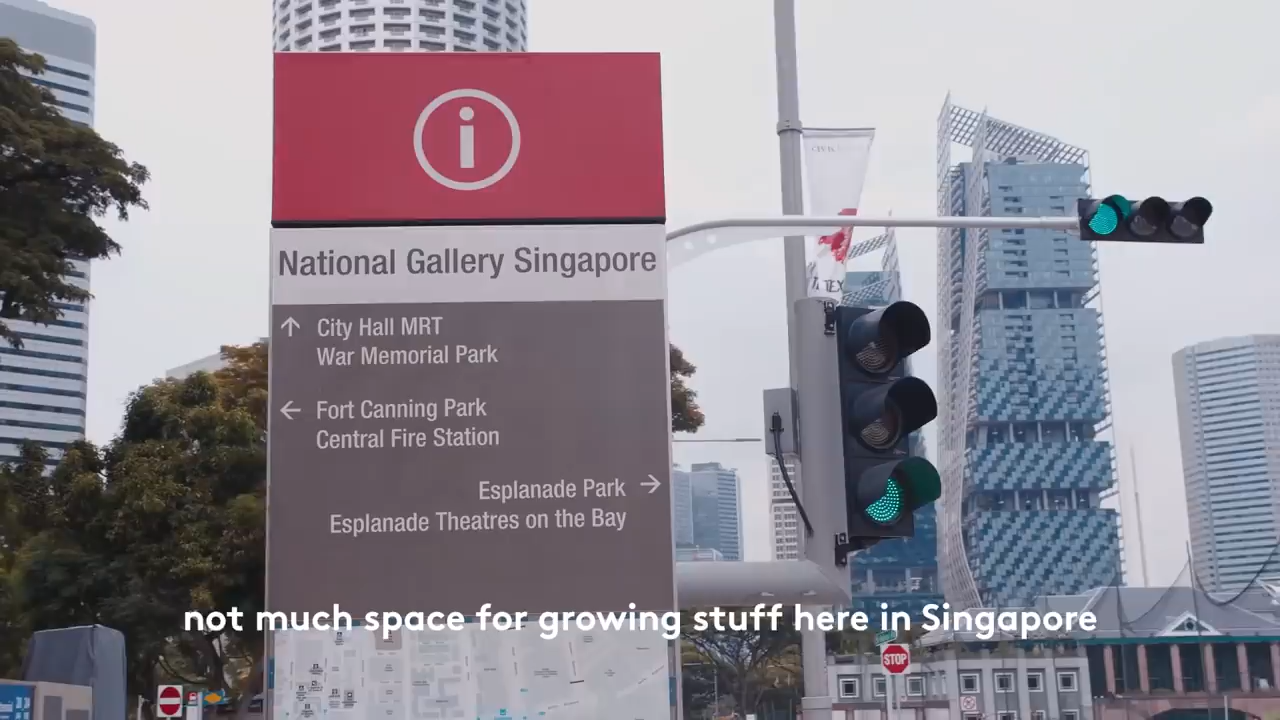 i
National Gallery Singapore
↑ City Hall MRT
War Memorial Park
← Fort Canning Park
Central Fire Station
Esplanade Park →
Esplanade Theatres on the Bay
not much space for growing stuff here in Singapore
STOP